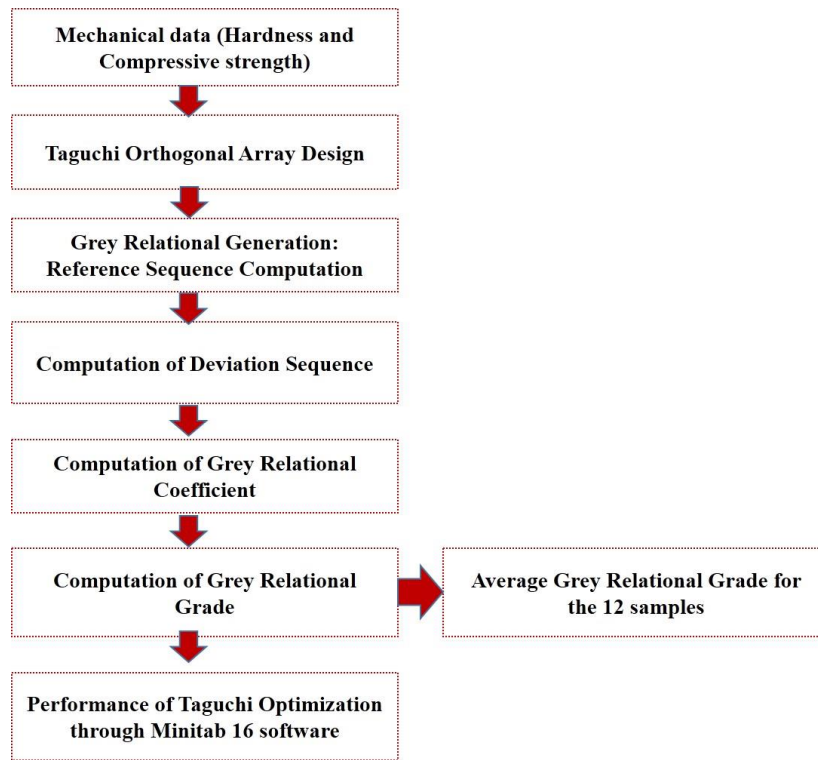 Mechanical data (Hardness and
Compressive strength)
Taguchi Orthogonal Array Design
Grey Relational Generation:
Reference Sequence Computation
Computation of Deviation Sequence
Computation of Grey Relational
Coefficient
Computation of Grey Relational
Grade
Average Grey Relational Grade for
the 12 samples
Performance of Taguchi Optimization
through Minitab 16 software